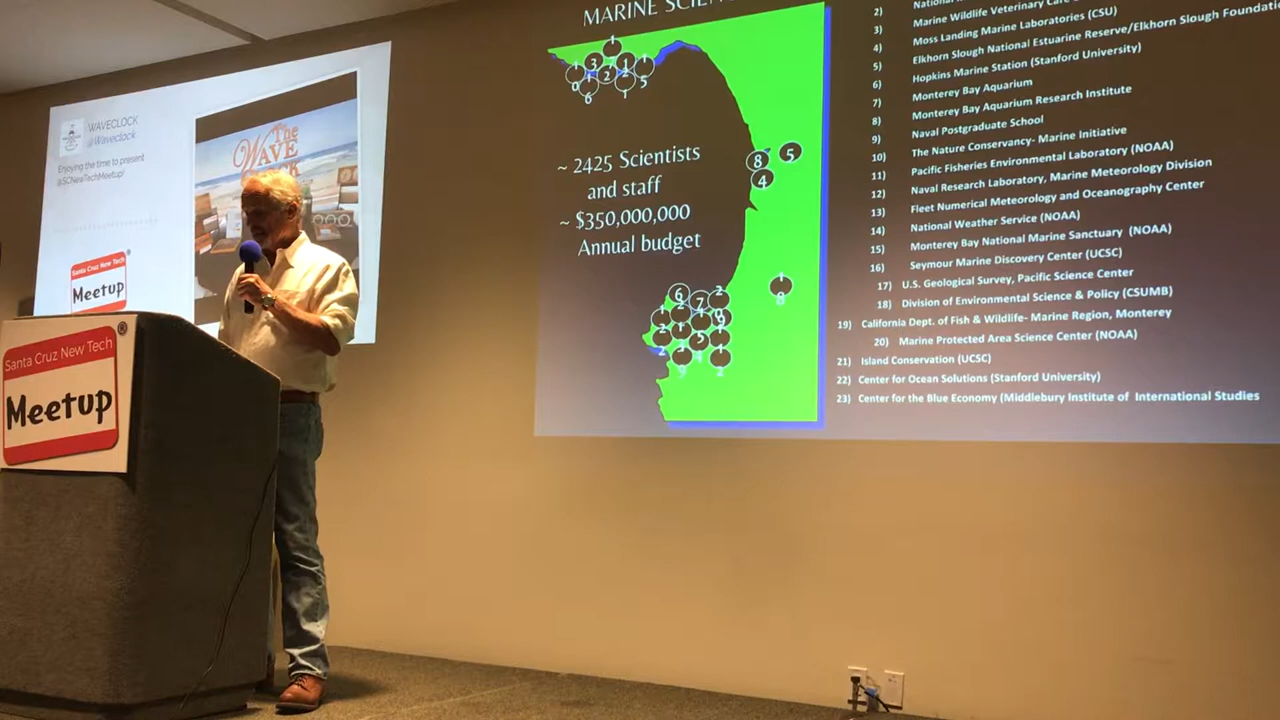 WAVECLOCK
@Waveclock
Enjoying the time to present
@SCNewTechMeetup!
The
WAVE
Santa Cruz New Tech
Meetup
®
Santa Cruz New Tech
Meetup
®
MARINE SCIEN
~ 2425 Scientists
and staff
~ $350,000,000
Annual budget
2)
3) Marine Wildlife Veterinary Care
4) Moss Landing Marine Laboratories (CSU)
5) Elkhorn Slough National Estuarine Reserve/Elkhorn Slough Foundati
6) Hopkins Marine Station (Stanford University)
7) Monterey Bay Aquarium
8) Monterey Bay Aquarium Research Institute
9) Naval Postgraduate School
10) The Nature Conservancy- Marine Initiative
11) Pacific Fisheries Environmental Laboratory (NOAA)
12) Naval Research Laboratory, Marine Meteorology Division
13) Fleet Numerical Meteorology and Oceanography Center
14) National Weather Service (NOAA)
15) Monterey Bay National Marine Sanctuary (NOAA)
16) Seymour Marine Discovery Center (UCSC)
17) U.S. Geological Survey, Pacific Science Center
18) Division of Environmental Science & Policy (CSUMB)
19) California Dept. of Fish & Wildlife- Marine Region, Monterey
20) Marine Protected Area Science Center (NOAA)
21) Island Conservation (UCSC)
22) Center for Ocean Solutions (Stanford University)
23) Center for the Blue Economy (Middlebury Institute of International Studies